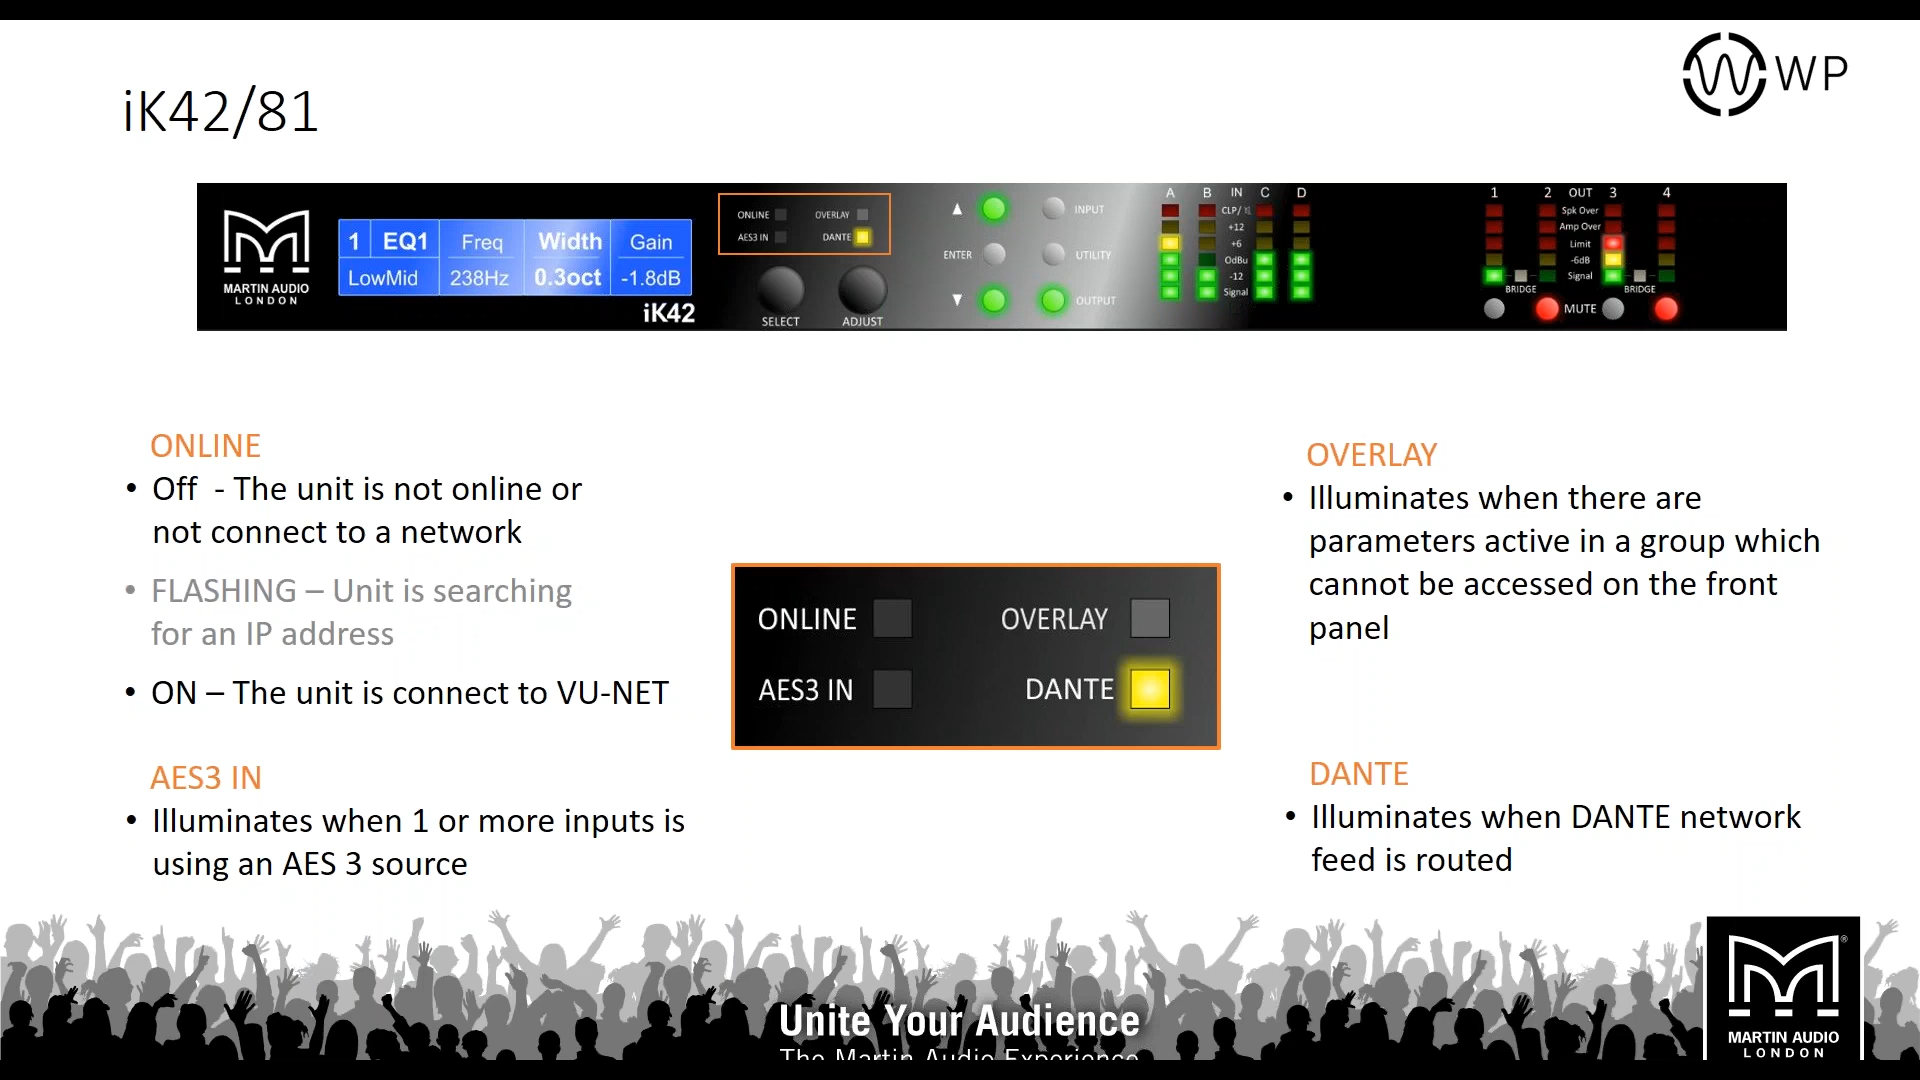 WP
iK42/81
MARTIN AUDIO
LONDON
1 EQ1 Freq Width Gain
LowMid 238Hz 0.3oct -1.8dB
iK42
ONLINE OVERLAY
AES3 IN DANTE
SELECT ADJUST
INPUT
ENTER UTILITY
OUTPUT
A B IN C D
CLP/
+12
+6
0dBu
-12
Signal
1 2 OUT 3 4
Spk Over
Amp Over
Limit
-6dB
Signal
BRIDGE BRIDGE
MUTE
ONLINE
• Off - The unit is not online or
not connect to a network
• FLASHING – Unit is searching
for an IP address
• ON – The unit is connect to VU-NET
AES3 IN
• Illuminates when 1 or more inputs is
using an AES 3 source
ONLINE OVERLAY
AES3 IN DANTE
OVERLAY
• Illuminates when there are
parameters active in a group which
cannot be accessed on the front
panel
DANTE
• Illuminates when DANTE network
feed is routed
Unite Your Audience
The Martin Audio Experience
MARTIN AUDIO
LONDON